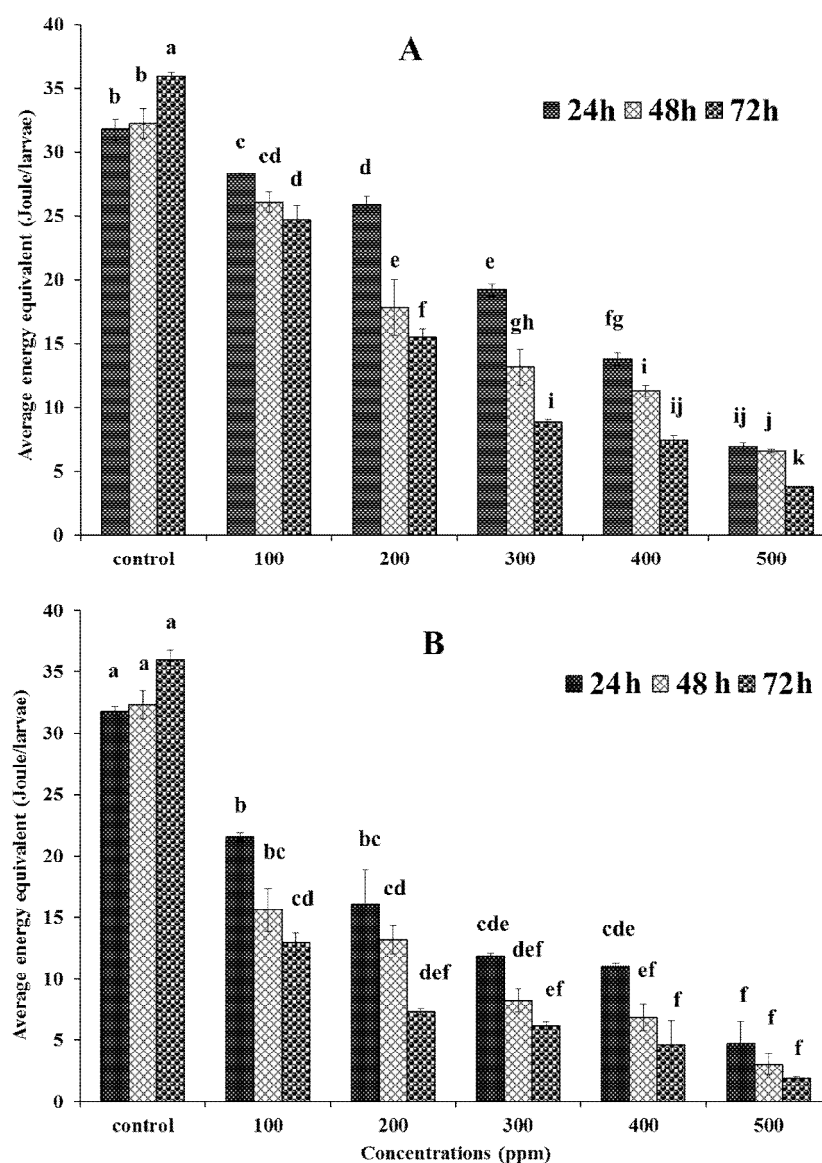 A
24h 48h 72h
Average energy equivalent (Joule/larvae)
40
35
30
25
20
15
10
5
0
b b a
c cd d
d e f
e gh i
fg i ij
ij j k
control 100 200 300 400 500
B
24h 48h 72h
Average energy equivalent (Joule/larvae)
40
35
30
25
20
15
10
5
0
a a a
b bc cd
bc cd def
cde def ef
cde ef f
f f f
control 100 200 300 400 500
Concentrations (ppm)